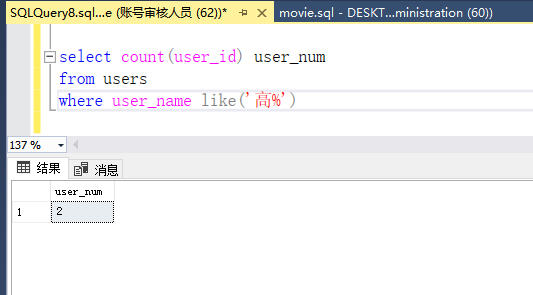 SQLQuery8.sql...e (账号审核人员 (62))*
movie.sql - DESKT...ministration (60))
select count(user_id) user_num
from users
where user_name like('高%')
137 %
结果
消息
user_num
1 2